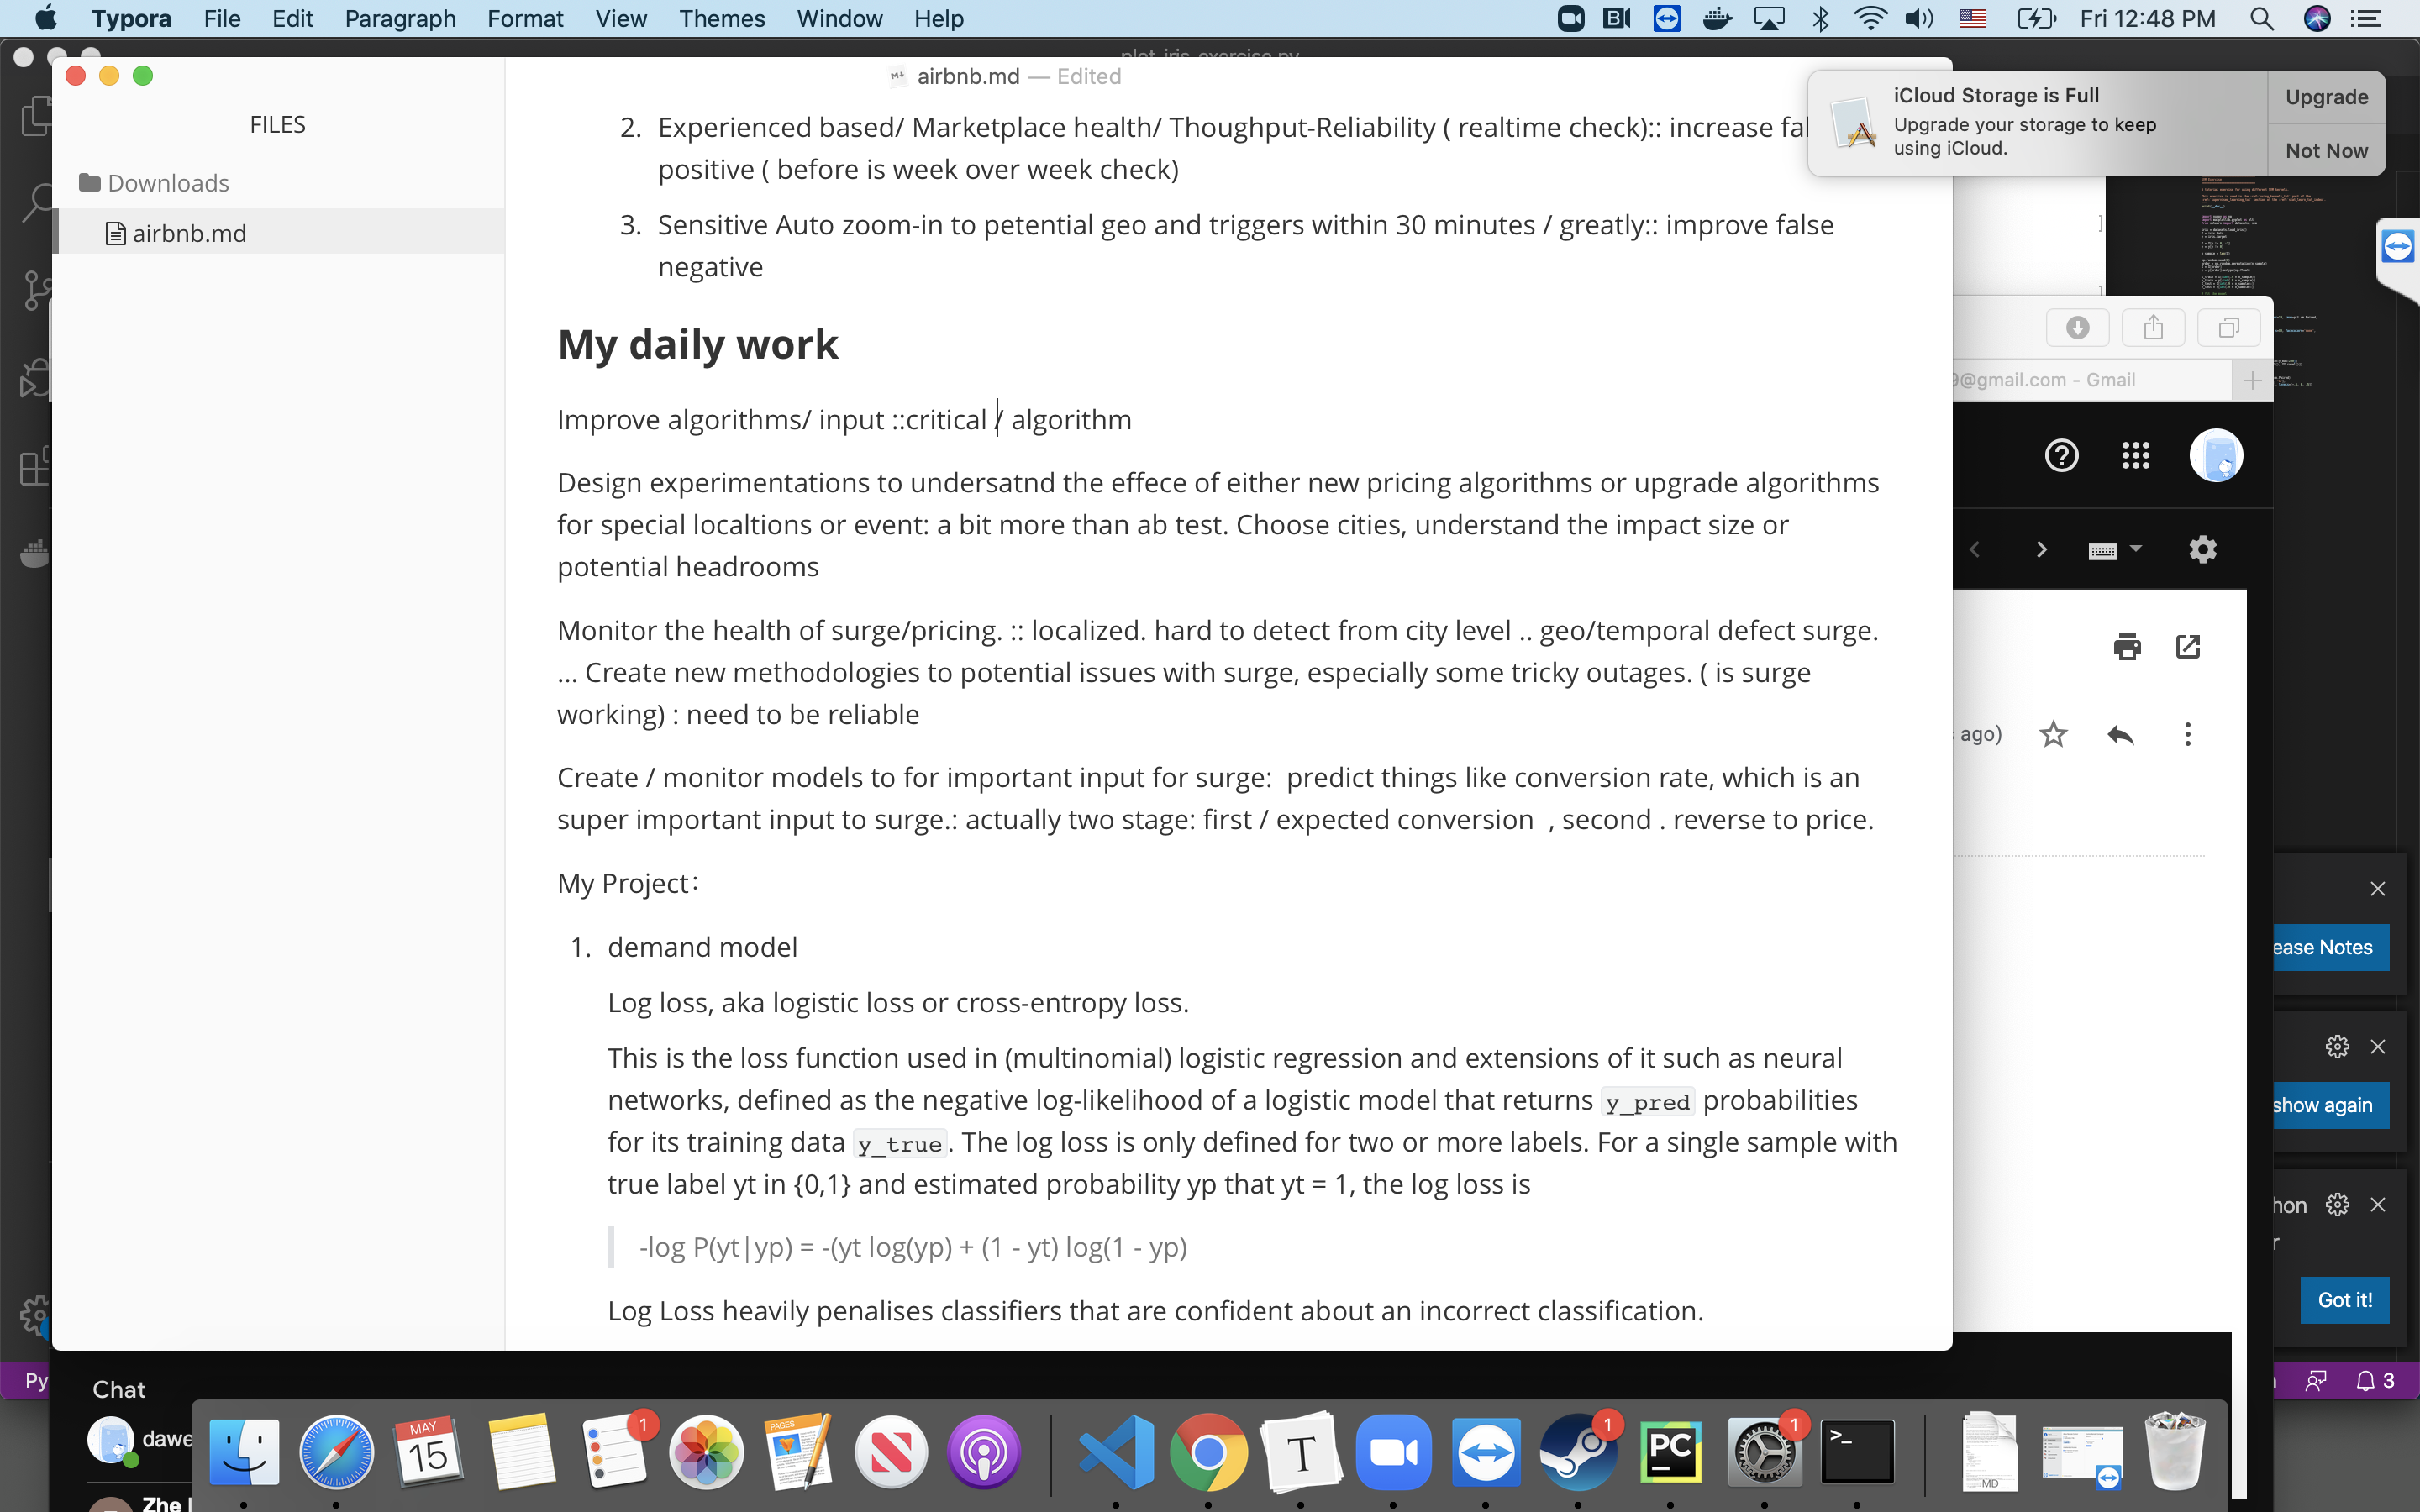 Typora File Edit Paragraph Format View Themes Window Help Fri 12:48 PM
airbnb.md — Edited
FILES
Downloads
airbnb.md
iCloud Storage is Full
Upgrade your storage to keep
using iCloud.
Upgrade
Not Now
2. Experienced based/ Marketplace health/ Thoughput-Reliability ( realtime check):: increase
positive ( before is week over week check)
3. Sensitive Auto zoom-in to petential geo and triggers within 30 minutes / greatly:: improve false
negative
My daily work
Improve algorithms/ input ::critical / algorithm
Design experimentations to undersatnd the effece of either new pricing algorithms or upgrade algorithms
for special localtions or event: a bit more than ab test. Choose cities, understand the impact size or
potential headrooms
Monitor the health of surge/pricing. :: localized. hard to detect from city level .. geo/temporal defect surge.
... Create new methodologies to potential issues with surge, especially some tricky outages. ( is surge
working) : need to be reliable
Create / monitor models to for important input for surge:  predict things like conversion rate, which is an
super important input to surge.: actually two stage: first / expected conversion  , second . reverse to price.
My Project：
1. demand model
Log loss, aka logistic loss or cross-entropy loss.
This is the loss function used in (multinomial) logistic regression and extensions of it such as neural
networks, defined as the negative log-likelihood of a logistic model that returns y_pred probabilities
for its training data y_true. The log loss is only defined for two or more labels. For a single sample with
true label yt in {0,1} and estimated probability yp that yt = 1, the log loss is
-log P(yt|yp) = -(yt log(yp) + (1 - yt) log(1 - yp)
Log Loss heavily penalises classifiers that are confident about an incorrect classification.
9@gmail.com - Gmail
ago)
ease Notes
show again
hon
r
Got it!
Py
3
Chat
dawe
Zhe
MAY
15
PAGES
1
T
1
PC
1
>_
MD